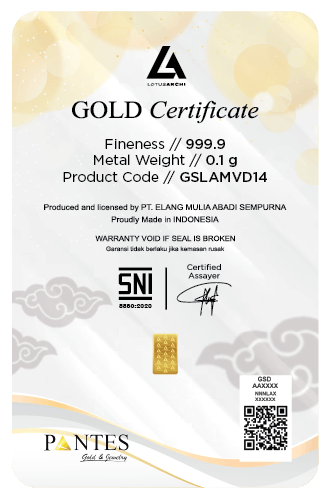 LOTUSARCHI
GOLD Certificate
Fineness // 999.9
Metal Weight // 0.1 g
Product Code // GSLAMVD14
Produced and licensed by PT. ELANG MULIA ABADI SEMPURNA
Proudly Made in INDONESIA
WARRANTY VOID IF SEAL IS BROKEN
Garansi tidak berlaku jika kemasan rusak
SNI
8880:2020
Certified
Assayer
GSD
AAXXXX
NNNLAX
XXXXXX
PANTES
Gold & Jewelry